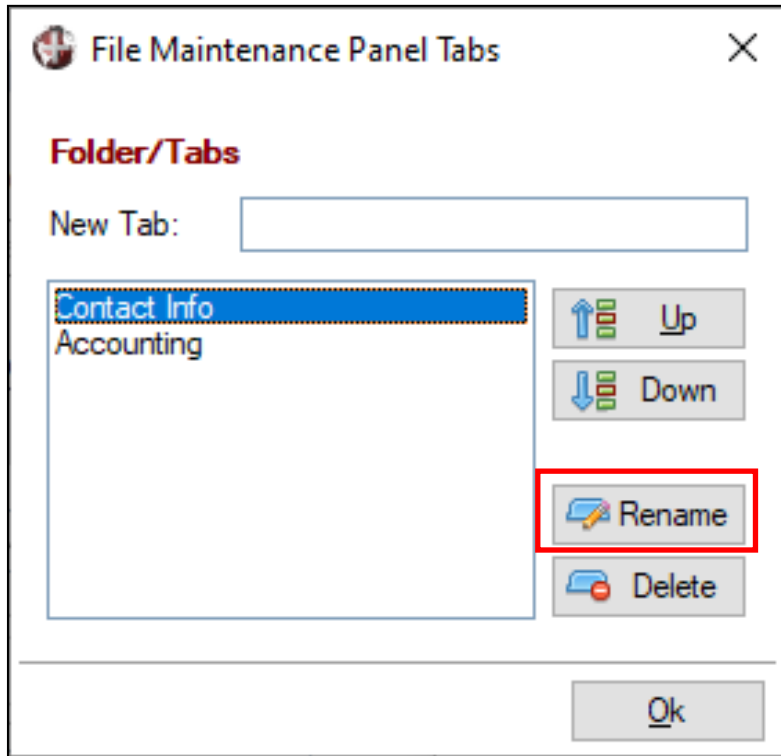 File Maintenance Panel Tabs
Folder/Tabs
New Tab:
Contact Info
Accounting
Up
Down
Rename
Delete
Ok